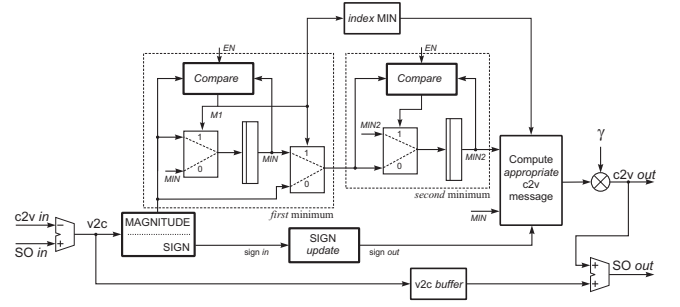 index MIN
EN
EN
Compare
Compare
M1
1
0
MIN
MIN
1
0
MIN2
1
0
MIN2
first minimum
second minimum
Compute
appropriate
c2v
message
MIN
γ
c2v out
c2v in
−
+
SO in
v2c
MAGNITUDE
SIGN
sign in
SIGN
update
sign out
v2c buffer
+
+
SO out